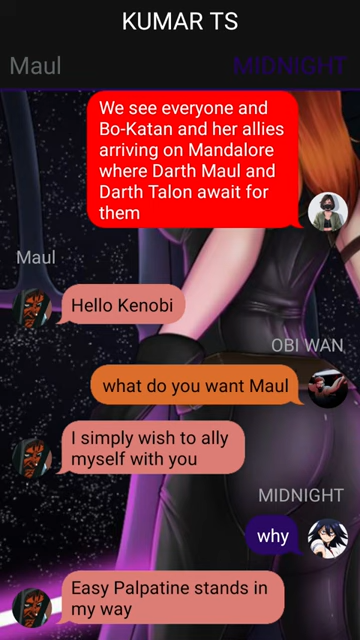 KUMAR TS
Maul
MIDNIGHT
We see everyone and
Bo-Katan and her allies
arriving on Mandalore
where Darth Maul and
Darth Talon await for
them
Maul
Hello Kenobi
OBI WAN
what do you want Maul
I simply wish to ally
myself with you
MIDNIGHT
why
Easy Palpatine stands in
my way